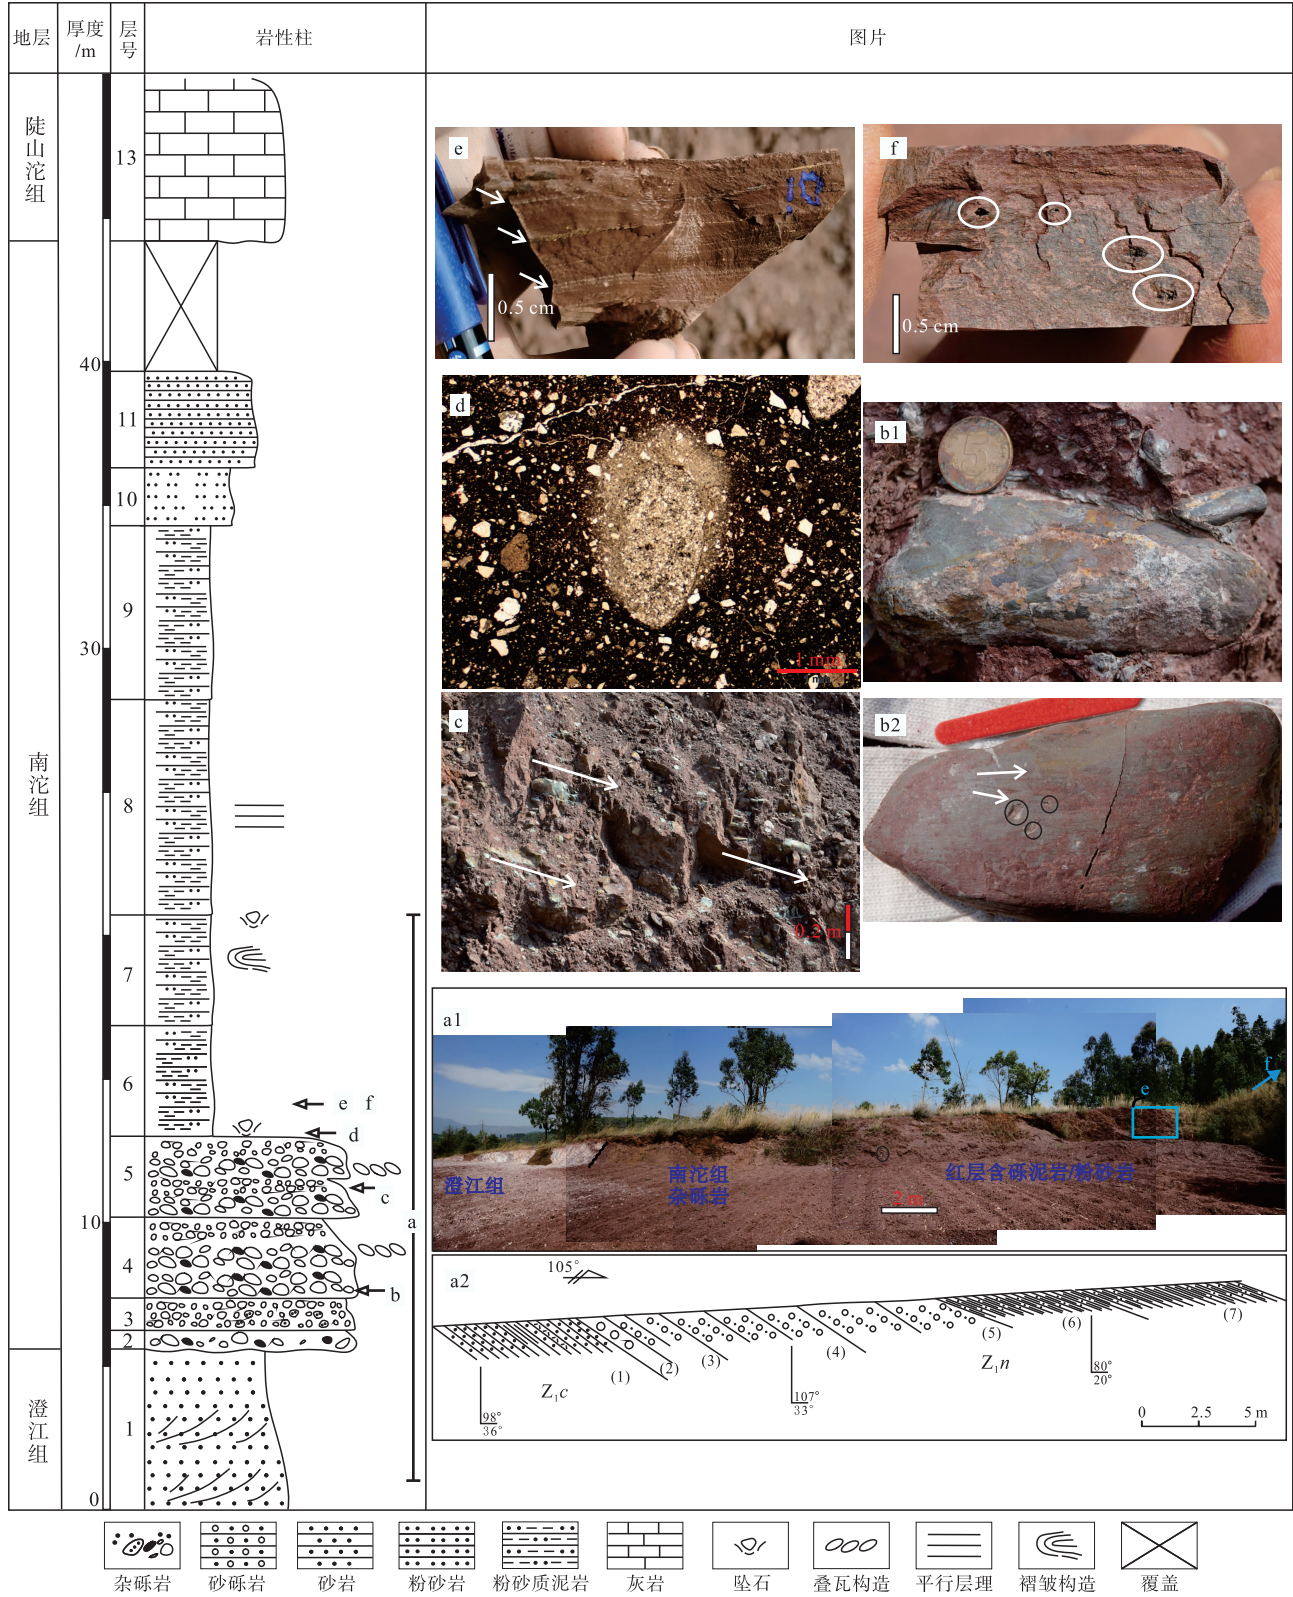 地层
厚度
/m
层
号
岩性柱
图片
陡山沱组
南沱组
澄江组
40
30
10
0
13
11
10
9
8
7
6
5
4
3
2
1
e f
d
c
a
b
e
0.5 cm
18
f
0.5 cm
d
1 mm
b1
5
c
0.2 m
b2
a1
e
f
澄江组
南沱组
杂砾岩
2 m
红层含砾泥岩/粉砂岩
a2
105°
(1)
(2)
(3)
(4)
(5)
(6)
(7)
Z₁c
Z₁n
98°
36°
107°
33°
80°
20°
0 2.5 5 m
杂砾岩
砂砾岩
砂岩
粉砂岩
粉砂质泥岩
灰岩
坠石
叠瓦构造
平行层理
褶皱构造
覆盖